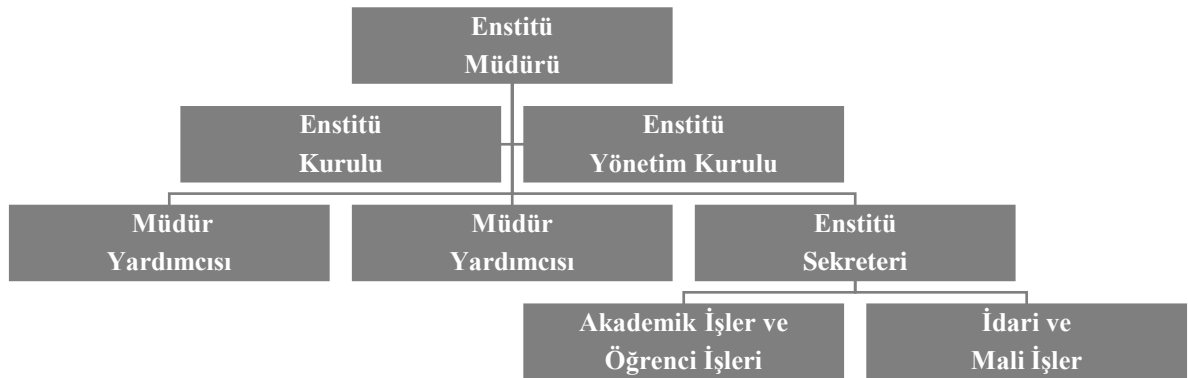 Enstitü
Müdürü
Enstitü
Kurulu
Enstitü
Yönetim Kurulu
Müdür
Yardımcısı
Müdür
Yardımcısı
Enstitü
Sekreteri
Akademik İşler ve
Öğrenci İşleri
İdari ve
Mali İşler